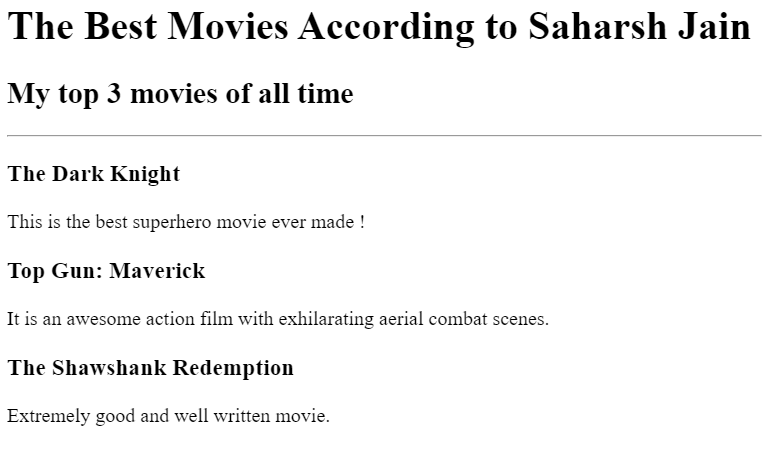 The Best Movies According to Saharsh Jain
My top 3 movies of all time
The Dark Knight
This is the best superhero movie ever made !
Top Gun: Maverick
It is an awesome action film with exhilarating aerial combat scenes.
The Shawshank Redemption
Extremely good and well written movie.